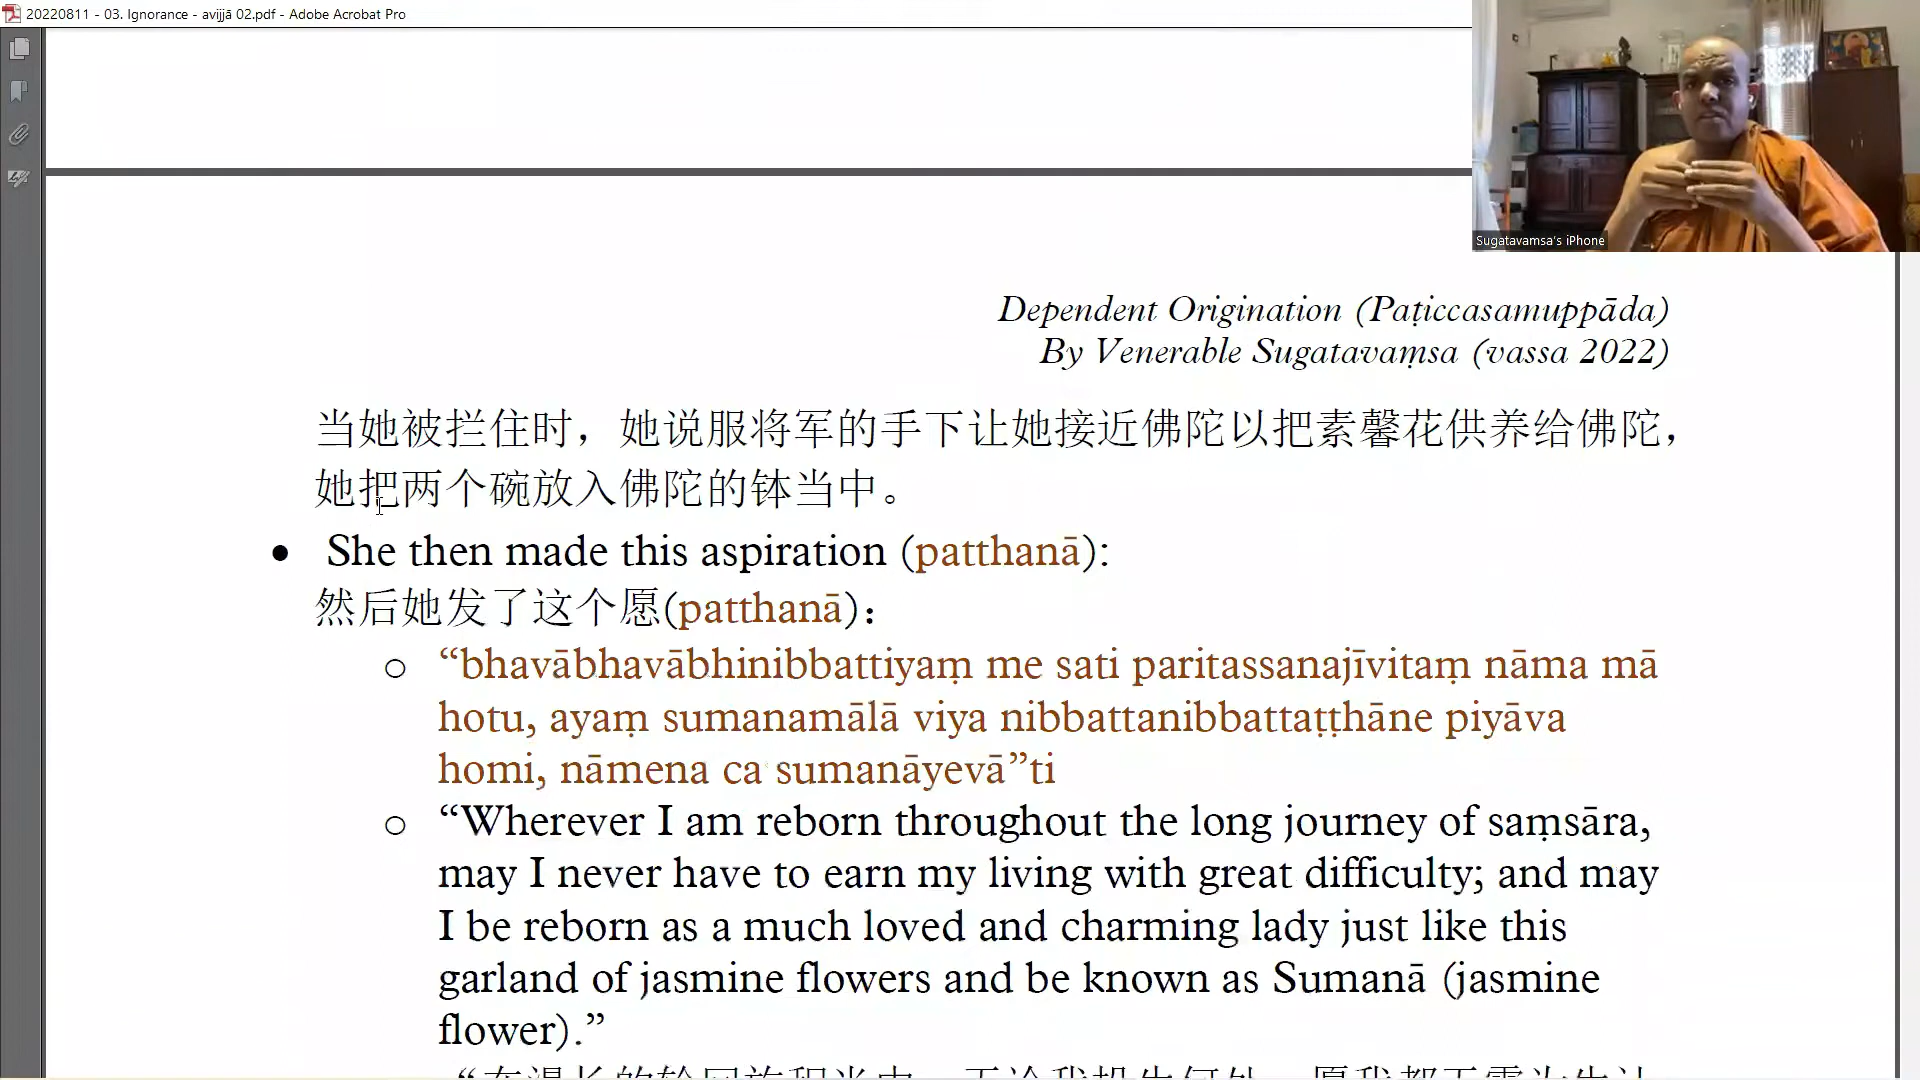 20220811 - 03. Ignorance - avijjā 02.pdf - Adobe Acrobat Pro
Sugatavamsa's iPhone
Dependent Origination (Paṭiccasamuppāda)
By Venerable Sugatavaṃsa (vassa 2022)
当她被拦住时，她说服将军的手下让她接近佛陀以把素馨花供养给佛陀，
她把两个碗放入佛陀的钵当中。
• She then made this aspiration (patthanā):
然后她发了这个愿(patthanā)：
o “bhavābhavābhinibbattiyaṃ me sati paritassanajīvitaṃ nāma mā
hotu, ayaṃ sumanamālā viya nibbattanibbattaṭṭhāne piyāva
homi, nāmena ca sumanāyevā”ti
o “Wherever I am reborn throughout the long journey of saṃsāra,
may I never have to earn my living with great difficulty; and may
I be reborn as a much loved and charming lady just like this
garland of jasmine flowers and be known as Sumanā (jasmine
flower).”